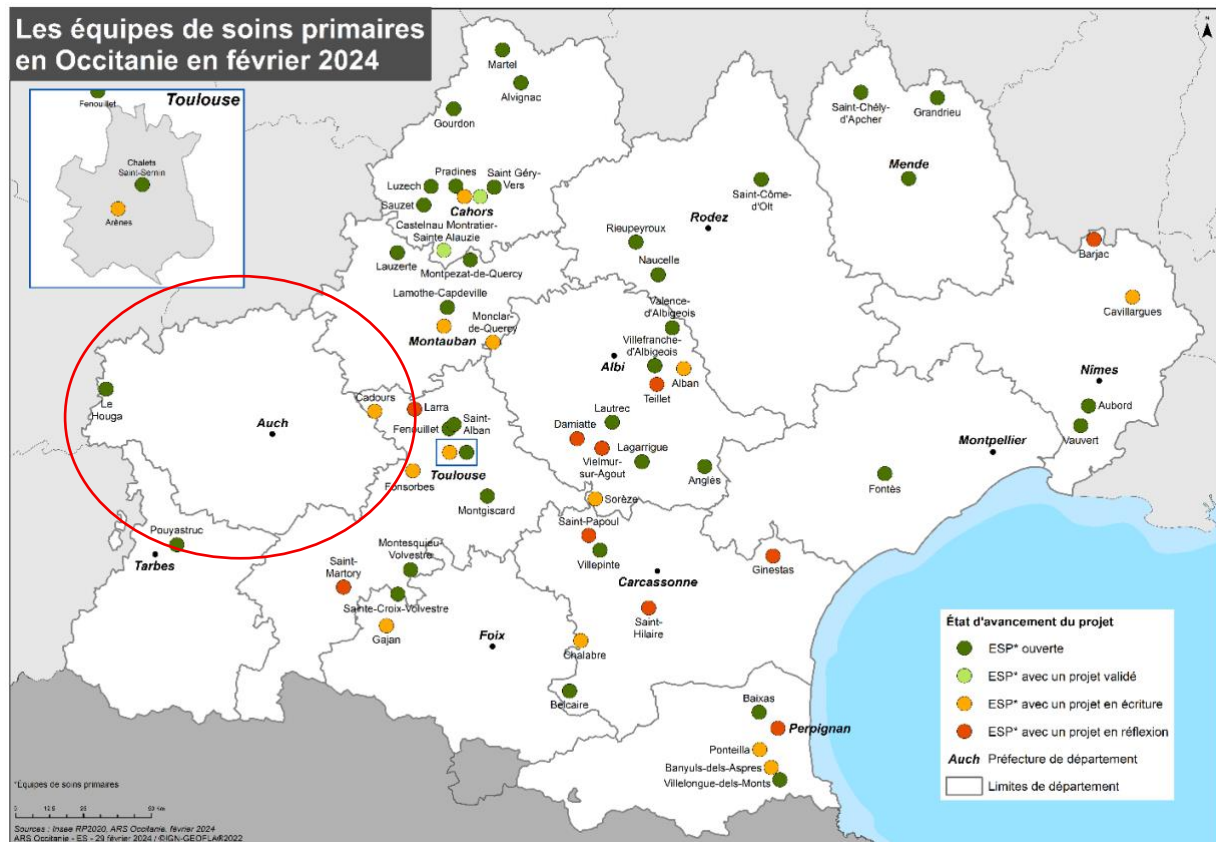 Les équipes de soins primaires
en Occitanie en février 2024
Fenouillet
Toulouse
Chalets
Saint-Sernin
Arènes
Martel
Alvignac
Gourdon
Pradines
Saint Géry-
Vers
Luzech
Sauzet
Cahors
Castelnau Montratier-
Sainte Alauzie
Lauzerte
Montpezat-de-Quercy
Lamothe-Capdeville
Monclar-
de-Quercy
Montauban
Saint-Chély-
d'Apcher
Grandrieu
Mende
Saint-Côme-
d'Olt
Rodez
Rieupeyroux
Naucelle
Valence-
d'Albigeois
Villefranche-
d'Albigeois
Albi
Alban
Teillet
Barjac
Cavillargues
Nîmes
Aubord
Vauvert
Montpellier
Fontès
Le
Houga
Auch
Cadours
Larra
Fenouillet
Saint-
Alban
Toulouse
Fonsorbes
Montgiscard
Lautrec
Damiatte
Vielmur-
sur-Agout
Lagarrigue
Anglès
Sorèze
Saint-Papoul
Villepinte
Carcassonne
Ginestas
Saint-
Hilaire
Pouyastruc
Tarbes
Montesquieu-
Volvestre
Saint-
Martory
Sainte-Croix-Volvestre
Gajan
Foix
Chalabre
Belcaire
Baixas
Perpignan
Ponteilla
Banyuls-dels-Aspres
Villelongue-dels-Monts
État d'avancement du projet
ESP* ouverte
ESP* avec un projet validé
ESP* avec un projet en écriture
ESP* avec un projet en réflexion
Auch Préfecture de département
Limites de département
*Équipes de soins primaires
0 12.5 25 50 Km
Sources : Insee RP2020, ARS Occitanie, février 2024
ARS Occitanie - ES - 29 février 2024 / ©IGN-GEOFLA®2022
N